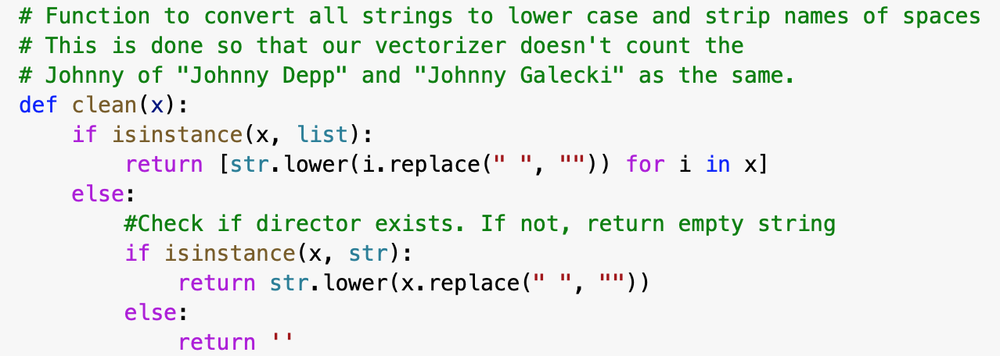 # Function to convert all strings to lower case and strip names of spaces
# This is done so that our vectorizer doesn't count the
# Johnny of "Johnny Depp" and "Johnny Galecki" as the same.
def clean(x):
    if isinstance(x, list):
        return [str.lower(i.replace(" ", "")) for i in x]
    else:
        #Check if director exists. If not, return empty string
        if isinstance(x, str):
            return str.lower(x.replace(" ", ""))
        else:
            return ''